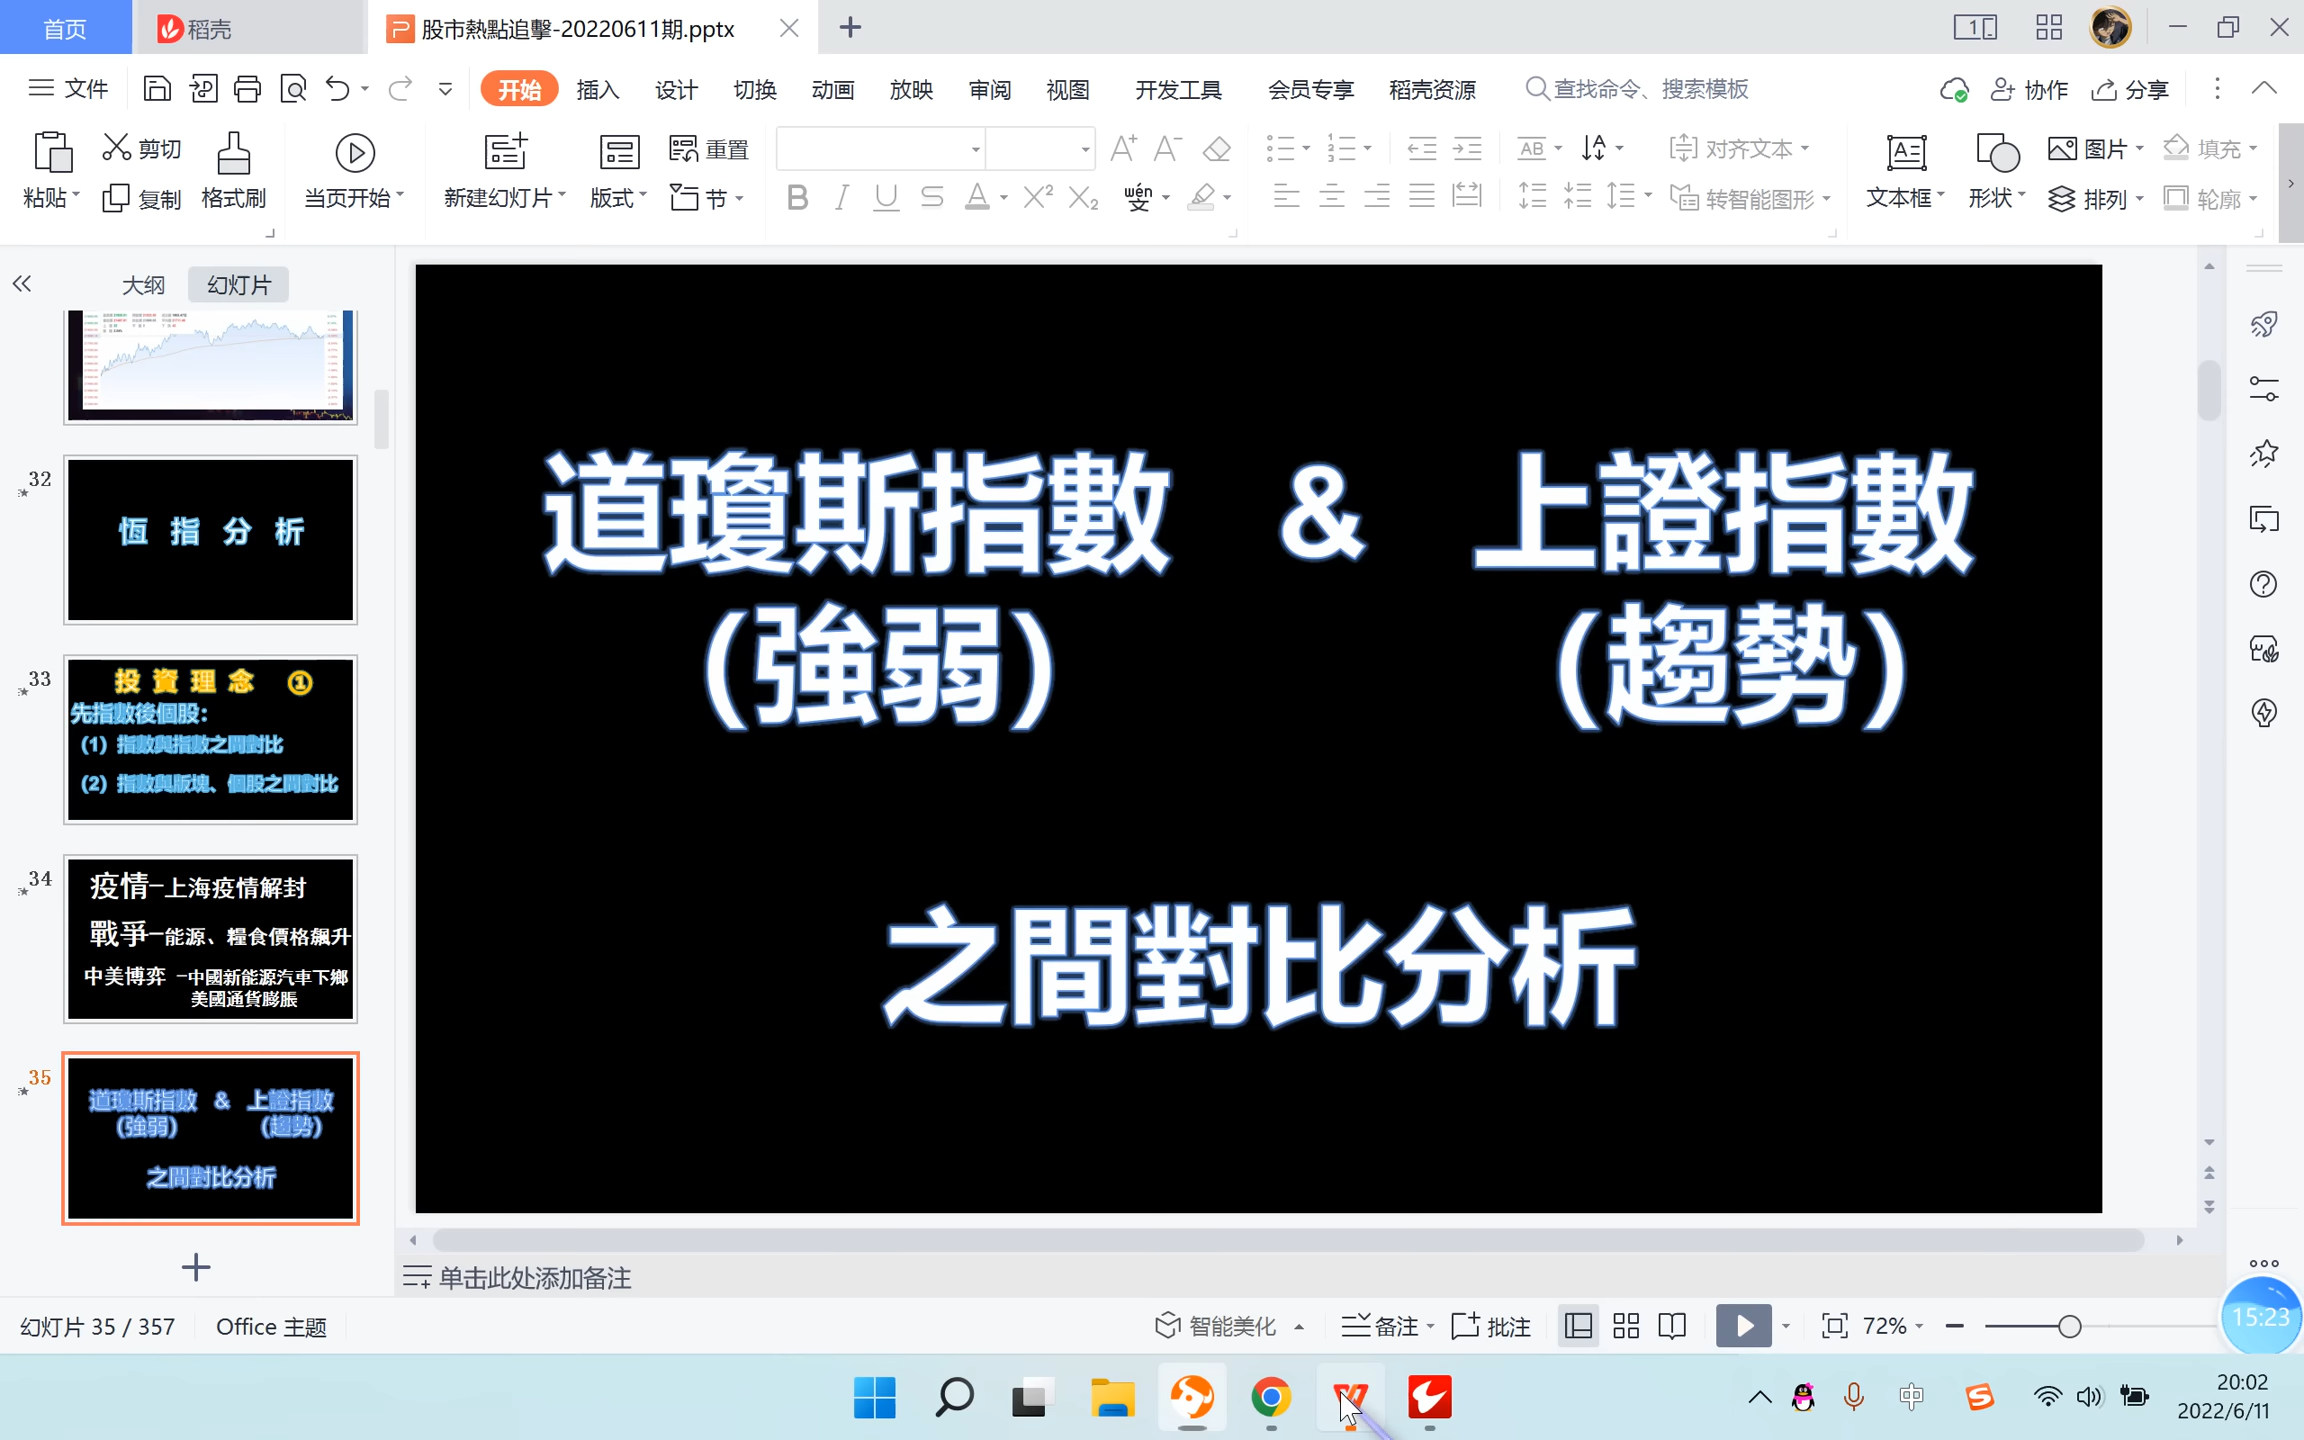 首页
稻壳
股市熱點追擊-20220611期.pptx
文件
开始
插入
设计
切换
动画
放映
审阅
视图
开发工具
会员专享
稻壳资源
查找命令、搜索模板
协作
分享
粘贴
剪切
复制
格式刷
当页开始
新建幻灯片
版式
重置
节
对齐文本
转智能图形
文本框
形状
图片
排列
填充
轮廓
大纲
幻灯片
32
恆指分析
33
投資理念 ①
先指數後個股：
(1) 指數與指數之間對比
(2) 指數與版塊、個股之間對比
34
疫情-上海疫情解封
戰爭-能源、糧食價格飆升
中美博弈 -中國新能源汽車下鄉
美國通貨膨脹
35
道瓊斯指數 & 上證指數
(強弱) (趨勢)
之間對比分析
道瓊斯指數 & 上證指數
(強弱) (趨勢)
之間對比分析
单击此处添加备注
幻灯片 35 / 357
Office 主题
智能美化
备注
批注
72%
15:23
中
20:02
2022/6/11